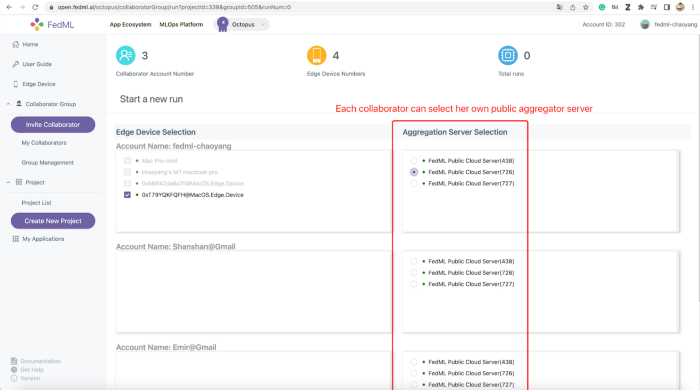 open.fedml.ai/octopus/collaboratorGroup/run?projectId=338&groupId=505&runNum=0
FedML
App Ecosystem
MLOps Platform
Octopus
Account ID: 302
fedml-chaoyang
Home
User Guide
Edge Device
Collaborator Group
Invite Collaborator
My Collaborators
Group Management
Project
Project List
Create New Project
My Applications
Documentation
Get Help
Version
3
Collaborator Account Number
4
Edge Device Numbers
0
Total runs
Start a new run
Each collaborator can select her own public aggregator server
Edge Device Selection
Aggregation Server Selection
Account Name: fedml-chaoyang
Mac Pro-Intel
chaoyang's M1 macbook pro
0xT79YQKFQFH@MacOS.Edge.Device
FedML Public Cloud Server(438)
FedML Public Cloud Server(726)
FedML Public Cloud Server(727)
Account Name: Shanshan@Gmail
FedML Public Cloud Server(438)
FedML Public Cloud Server(726)
FedML Public Cloud Server(727)
Account Name: Emir@Gmail
FedML Public Cloud Server(438)
FedML Public Cloud Server(726)
FedML Public Cloud Server(727)